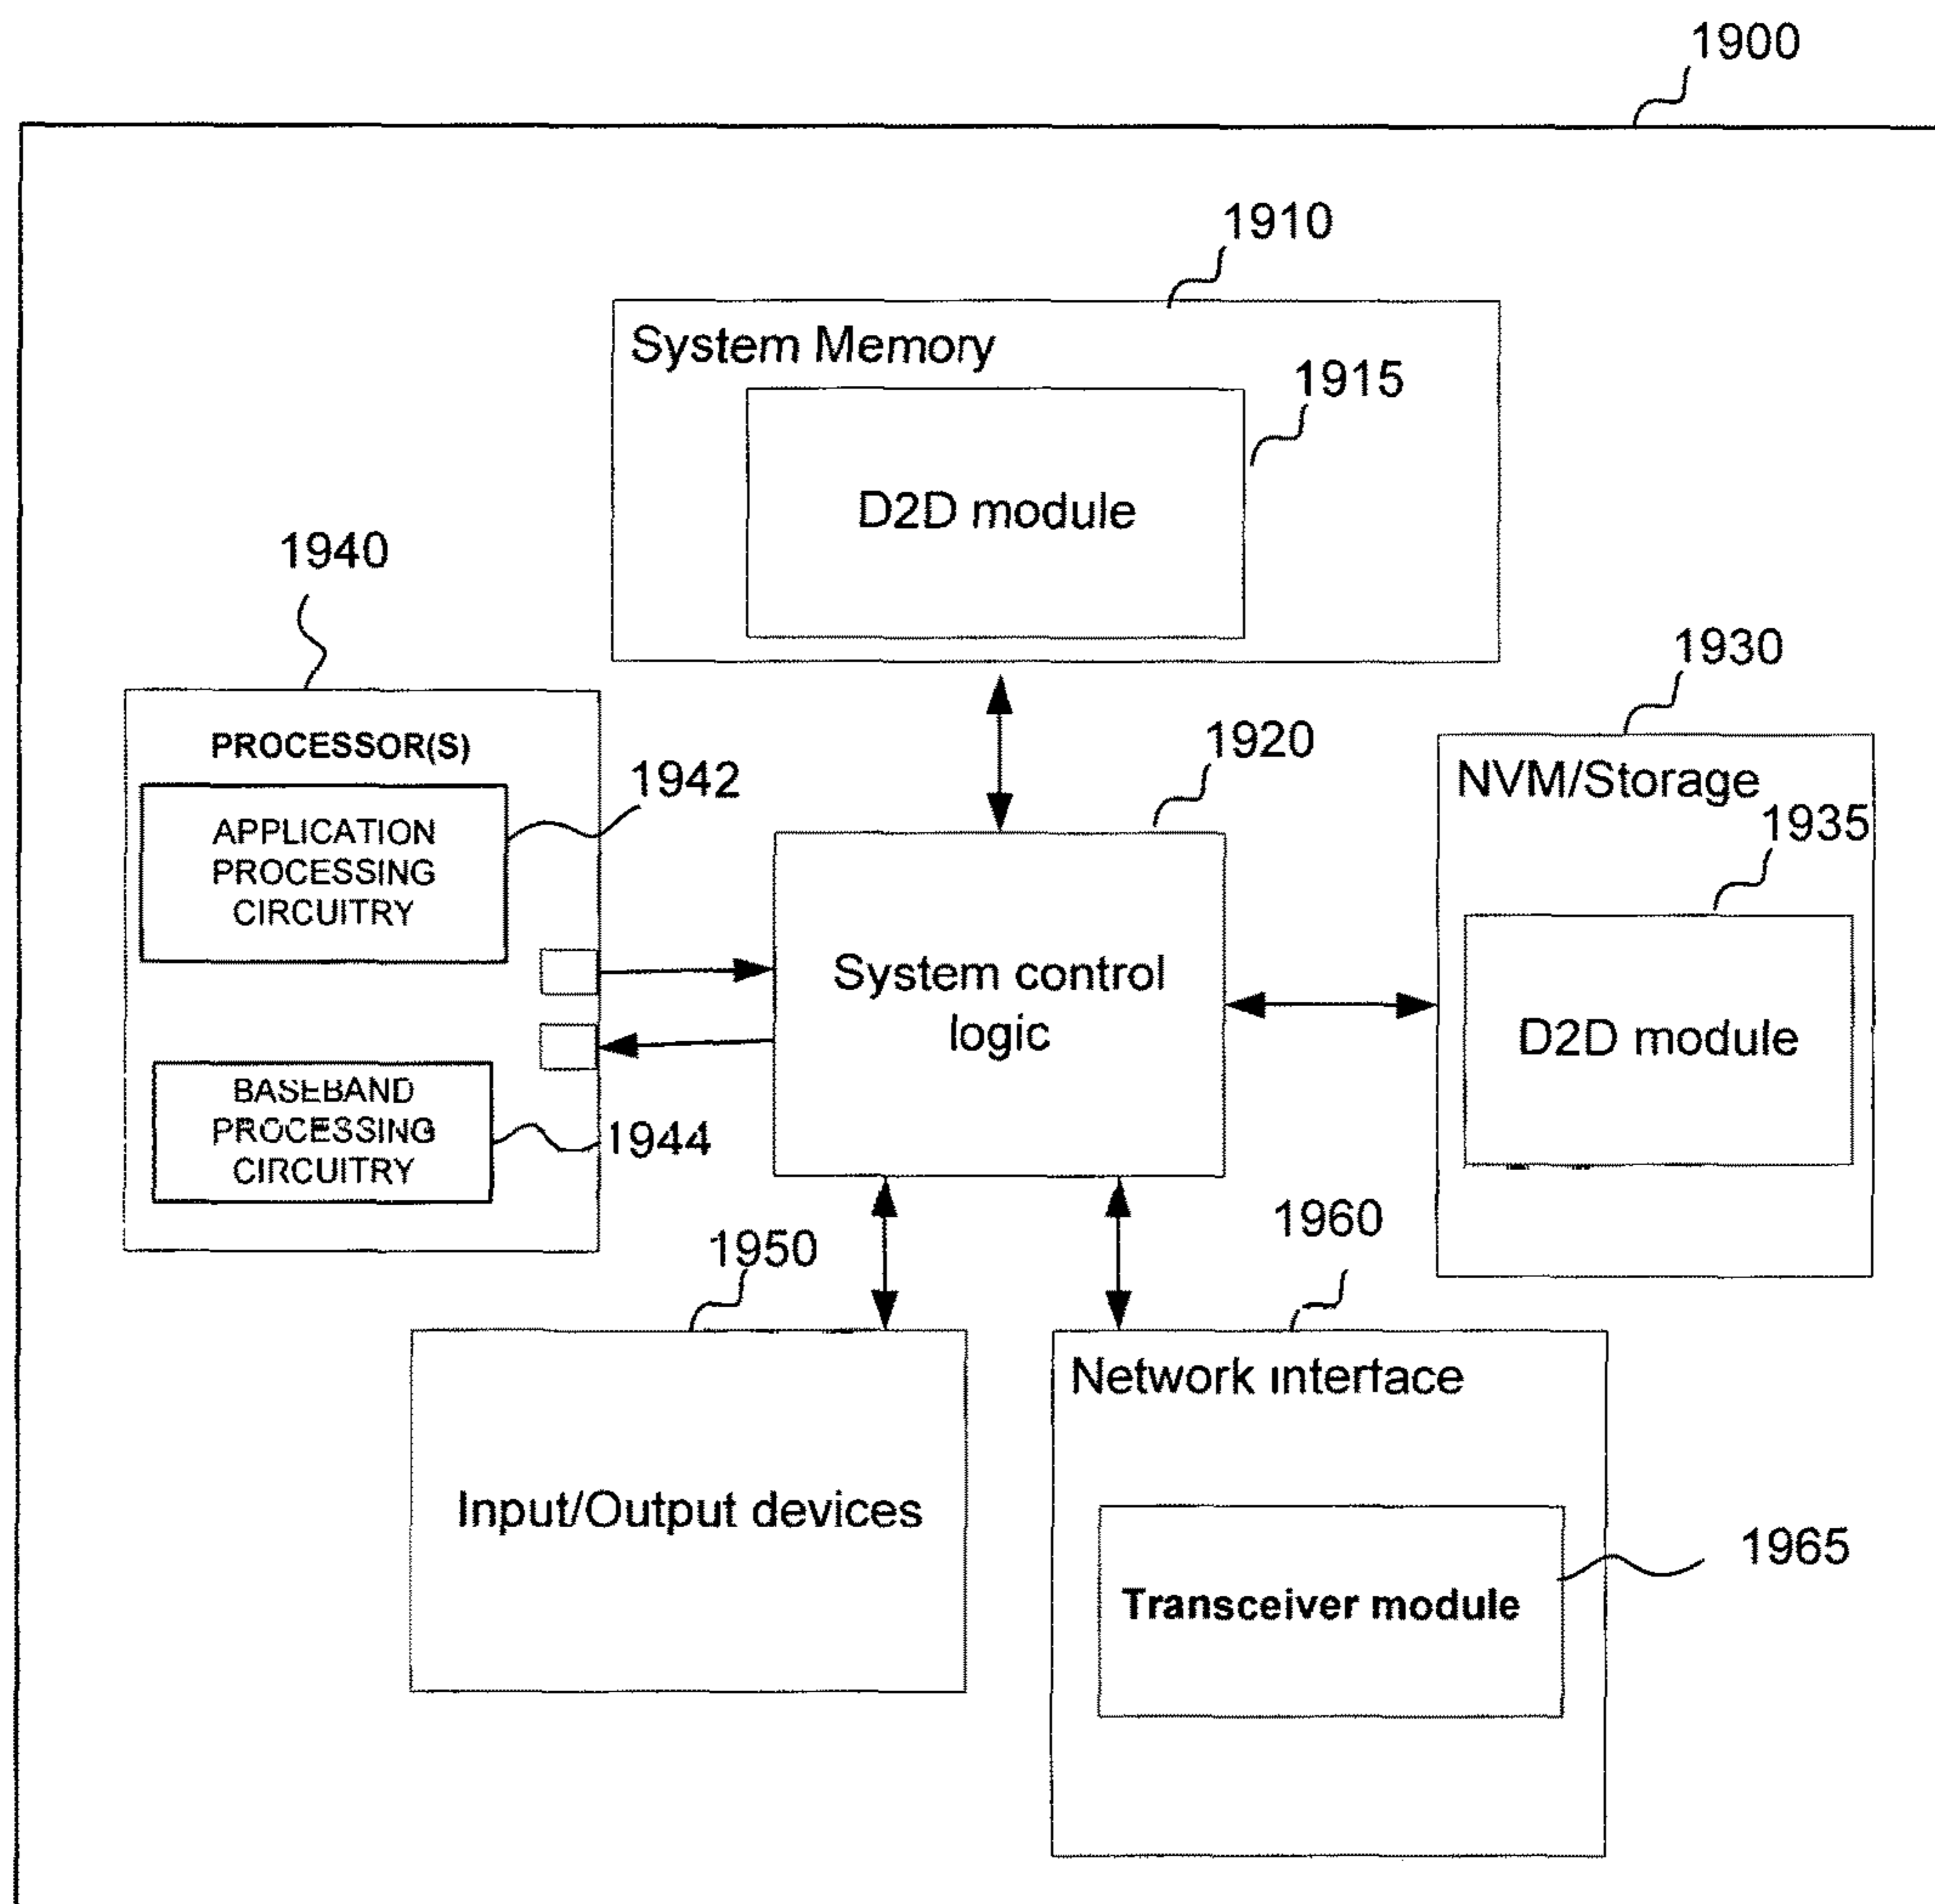 1900
1910
System Memory
1915
D2D module
1940
1930
PROCESSOR(S)
1920
1942
NVM/Storage
1935
APPLICATION
PROCESSING
CIRCUITRY
System control
logic
D2D module
BASEBAND
PROCESSING
CIRCUITRY
1944
1950
1960
Network interface
Input/Output devices
1965
Transceiver module